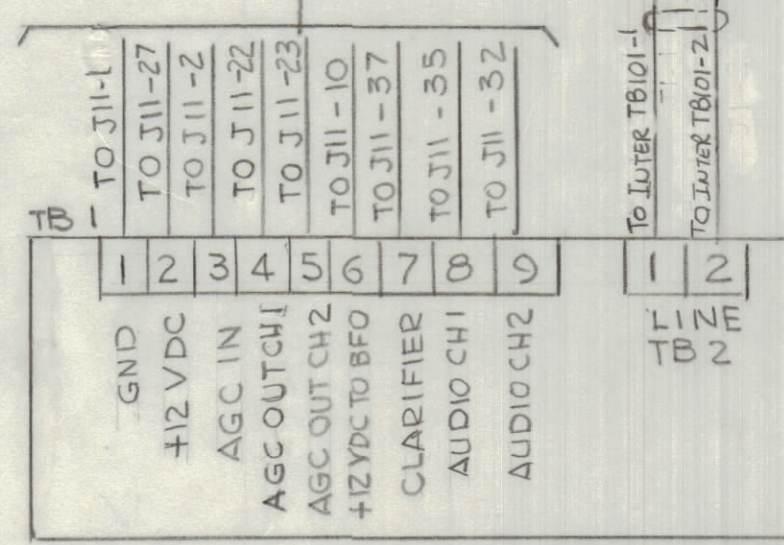 TO J11-1
TO J11-27
TO J11-2
TO J11-22
TO J11-23
TO J11-10
TO J11-37
TO J11-35
TO J11-32
TO INTER TB101-1
TO INTER TB101-2
TB 1
1 2 3 4 5 6 7 8 9
1 2
GND
+12 VDC
AGC IN
AGC OUT CH1
AGC OUT CH2
+12 VDC TO BFO
CLARIFIER
AUDIO CH1
AUDIO CH2
LINE
TB 2